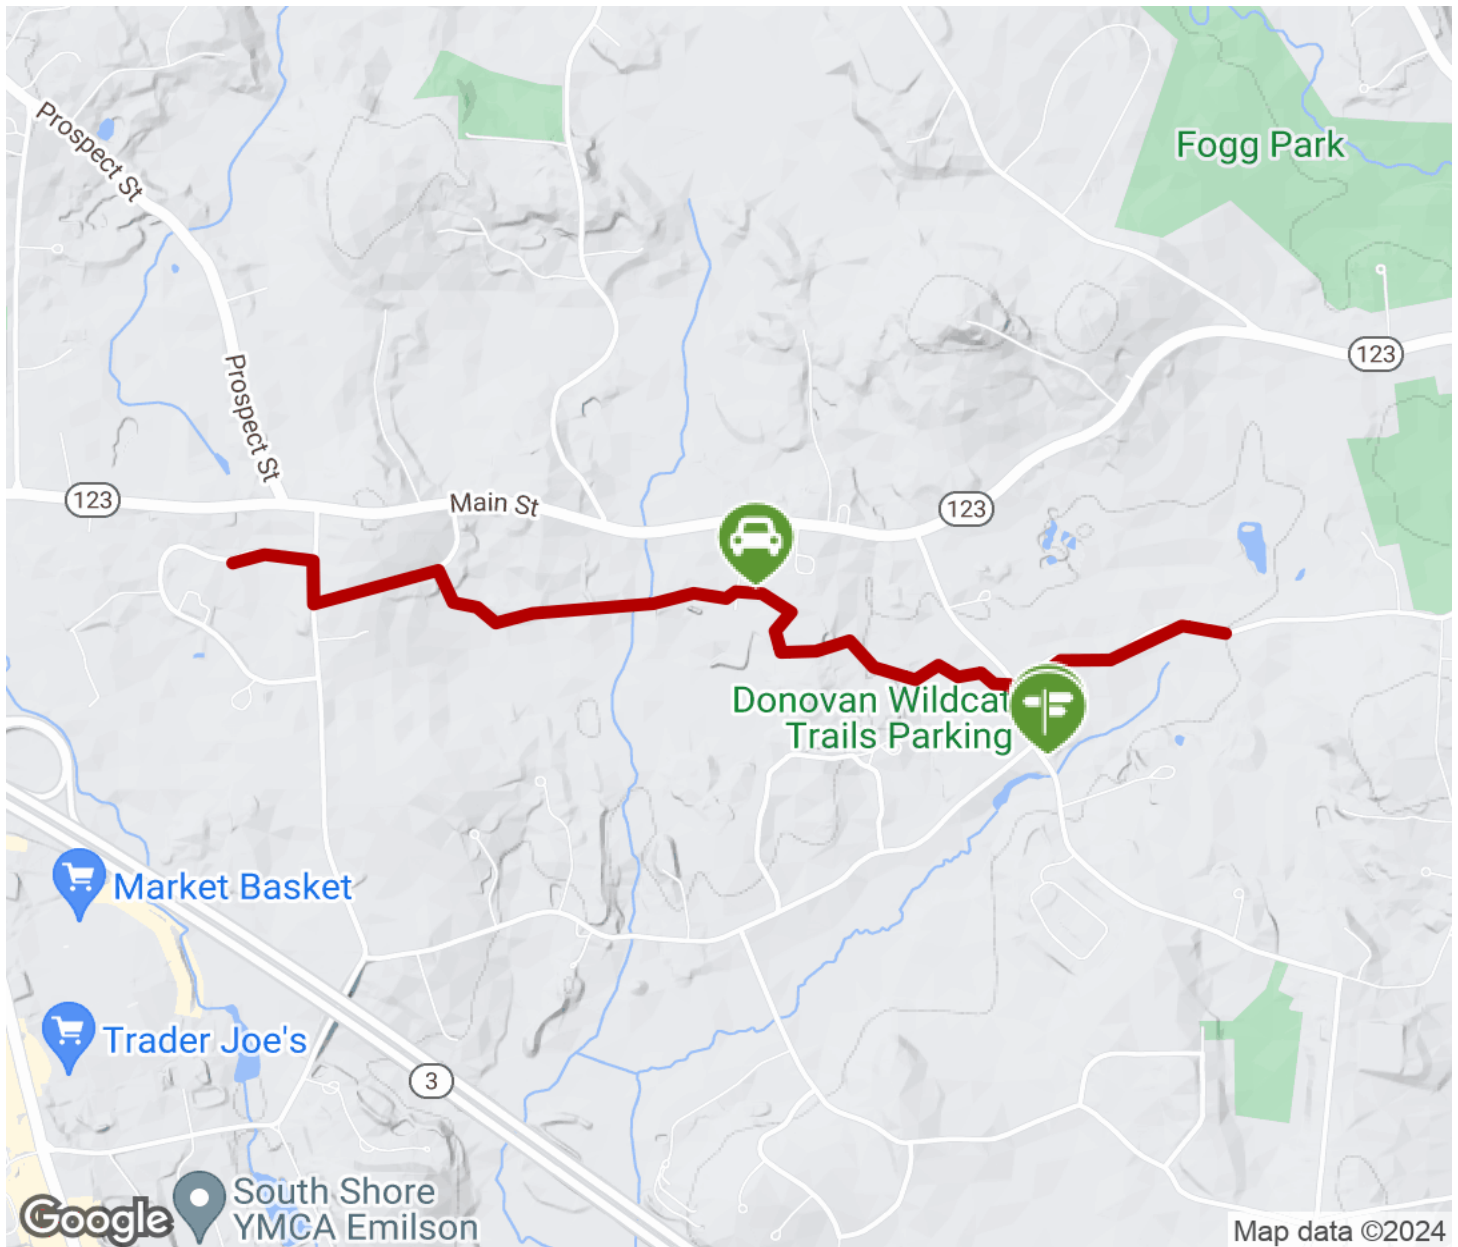 Prospect St
Fogg Park
123
Prospect St
123
Main St
123
Donovan Wildcat
Trails Parking
Market Basket
Trader Joe's
3
South Shore
YMCA Emilson
Google
Map data ©2024